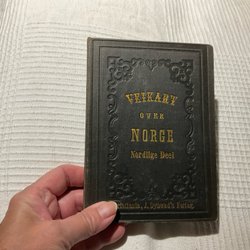 VEIKART
OVER
NORGE
Nordlige Deel
J. Dybwad's Forlag.